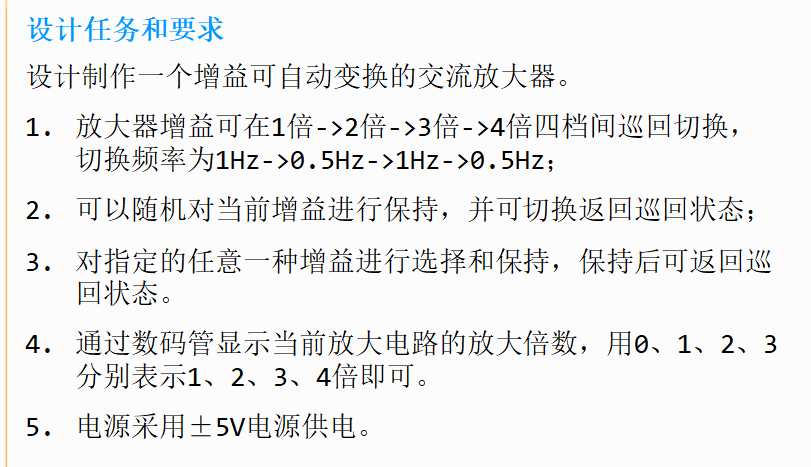 设计任务和要求
设计制作一个增益可自动变换的交流放大器。
1. 放大器增益可在1倍->2倍->3倍->4倍四档间巡回切换，
切换频率为1Hz->0.5Hz->1Hz->0.5Hz；
2. 可以随机对当前增益进行保持，并可切换返回巡回状态；
3. 对指定的任意一种增益进行选择和保持，保持后可返回巡
回状态。
4. 通过数码管显示当前放大电路的放大倍数，用0、1、2、3
分别表示1、2、3、4倍即可。
5. 电源采用±5V电源供电。